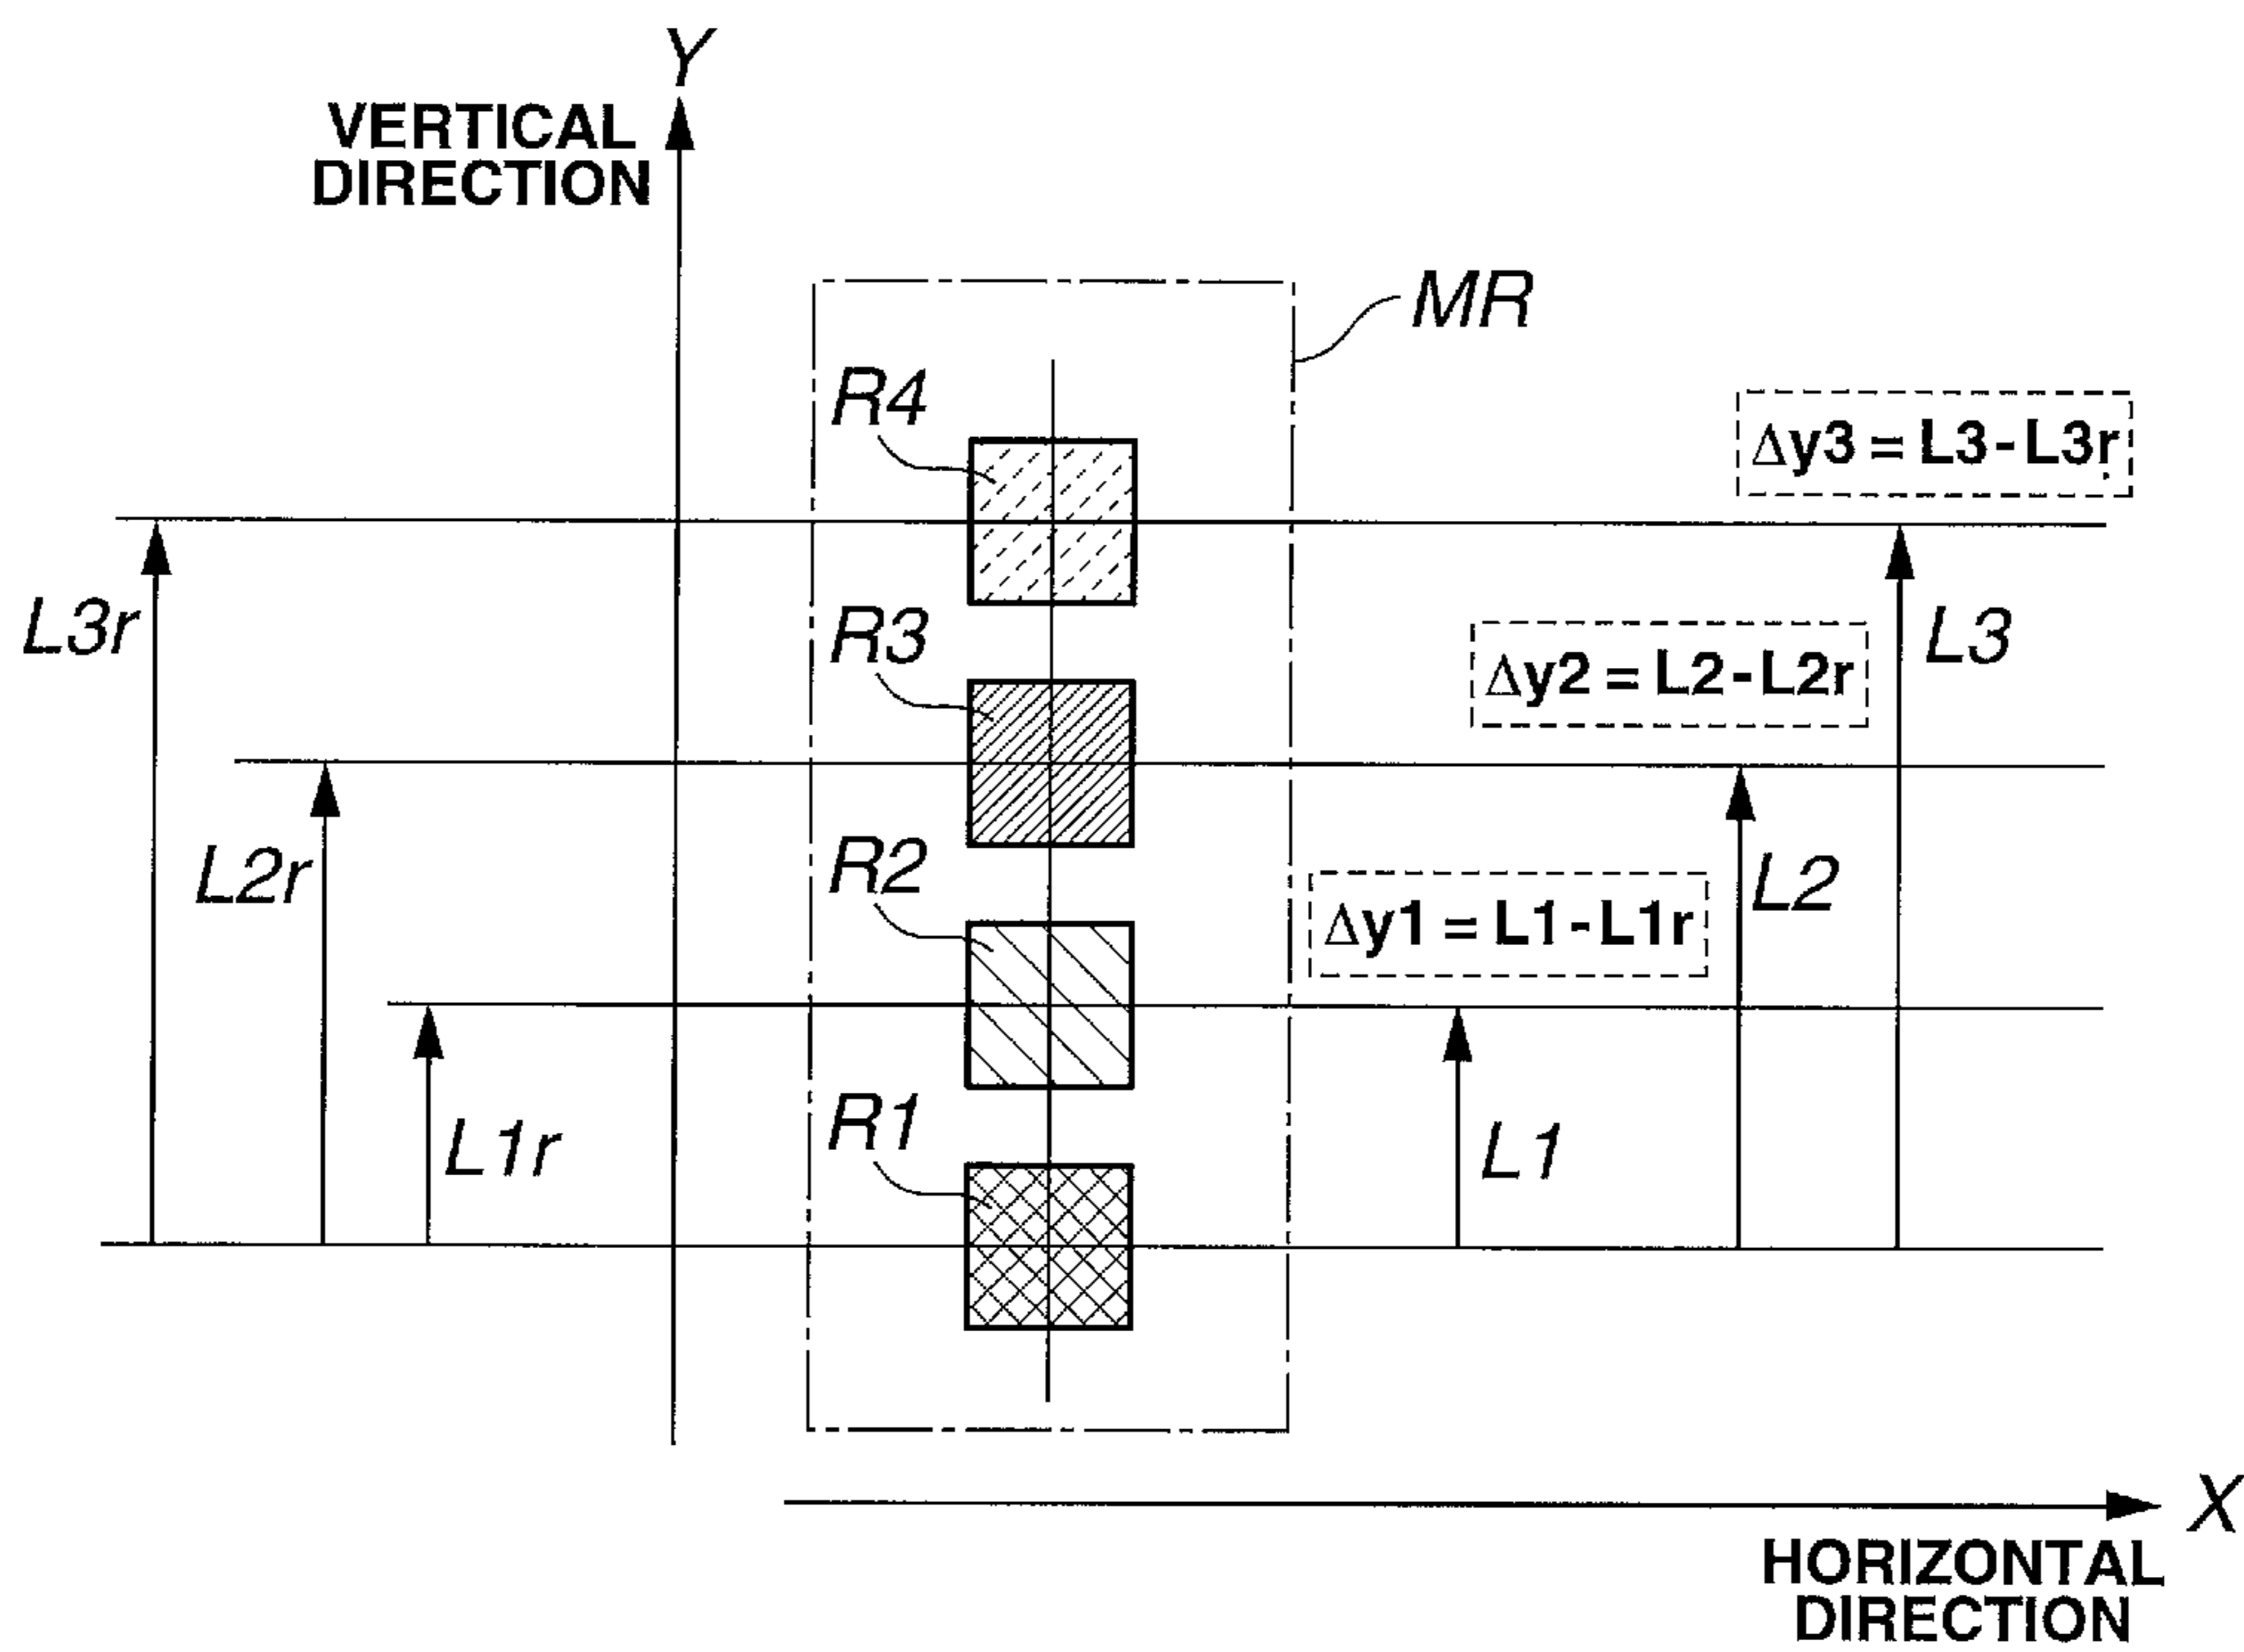 Y
VERTICAL
DIRECTION
MR
R4
Δy3 = L3-L3r
L3r
R3
L3
Δy2 = L2-L2r
L2r
R2
L2
Δy1 = L1-L1r
R1
L1r
L1
X
HORIZONTAL
DIRECTION